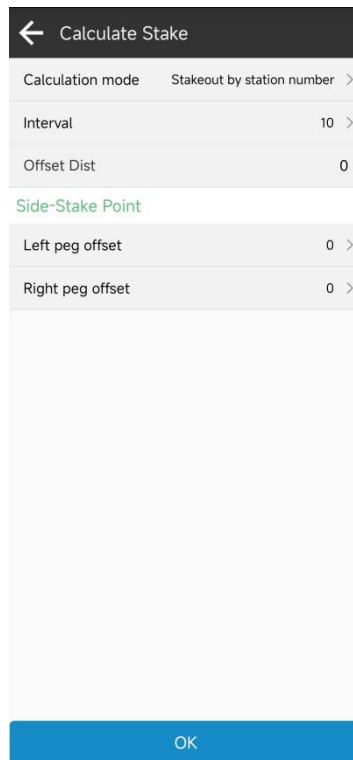 Calculate Stake
Calculation mode Stakeout by station number
Interval 10
Offset Dist 0
Side-Stake Point
Left peg offset 0
Right peg offset 0
OK